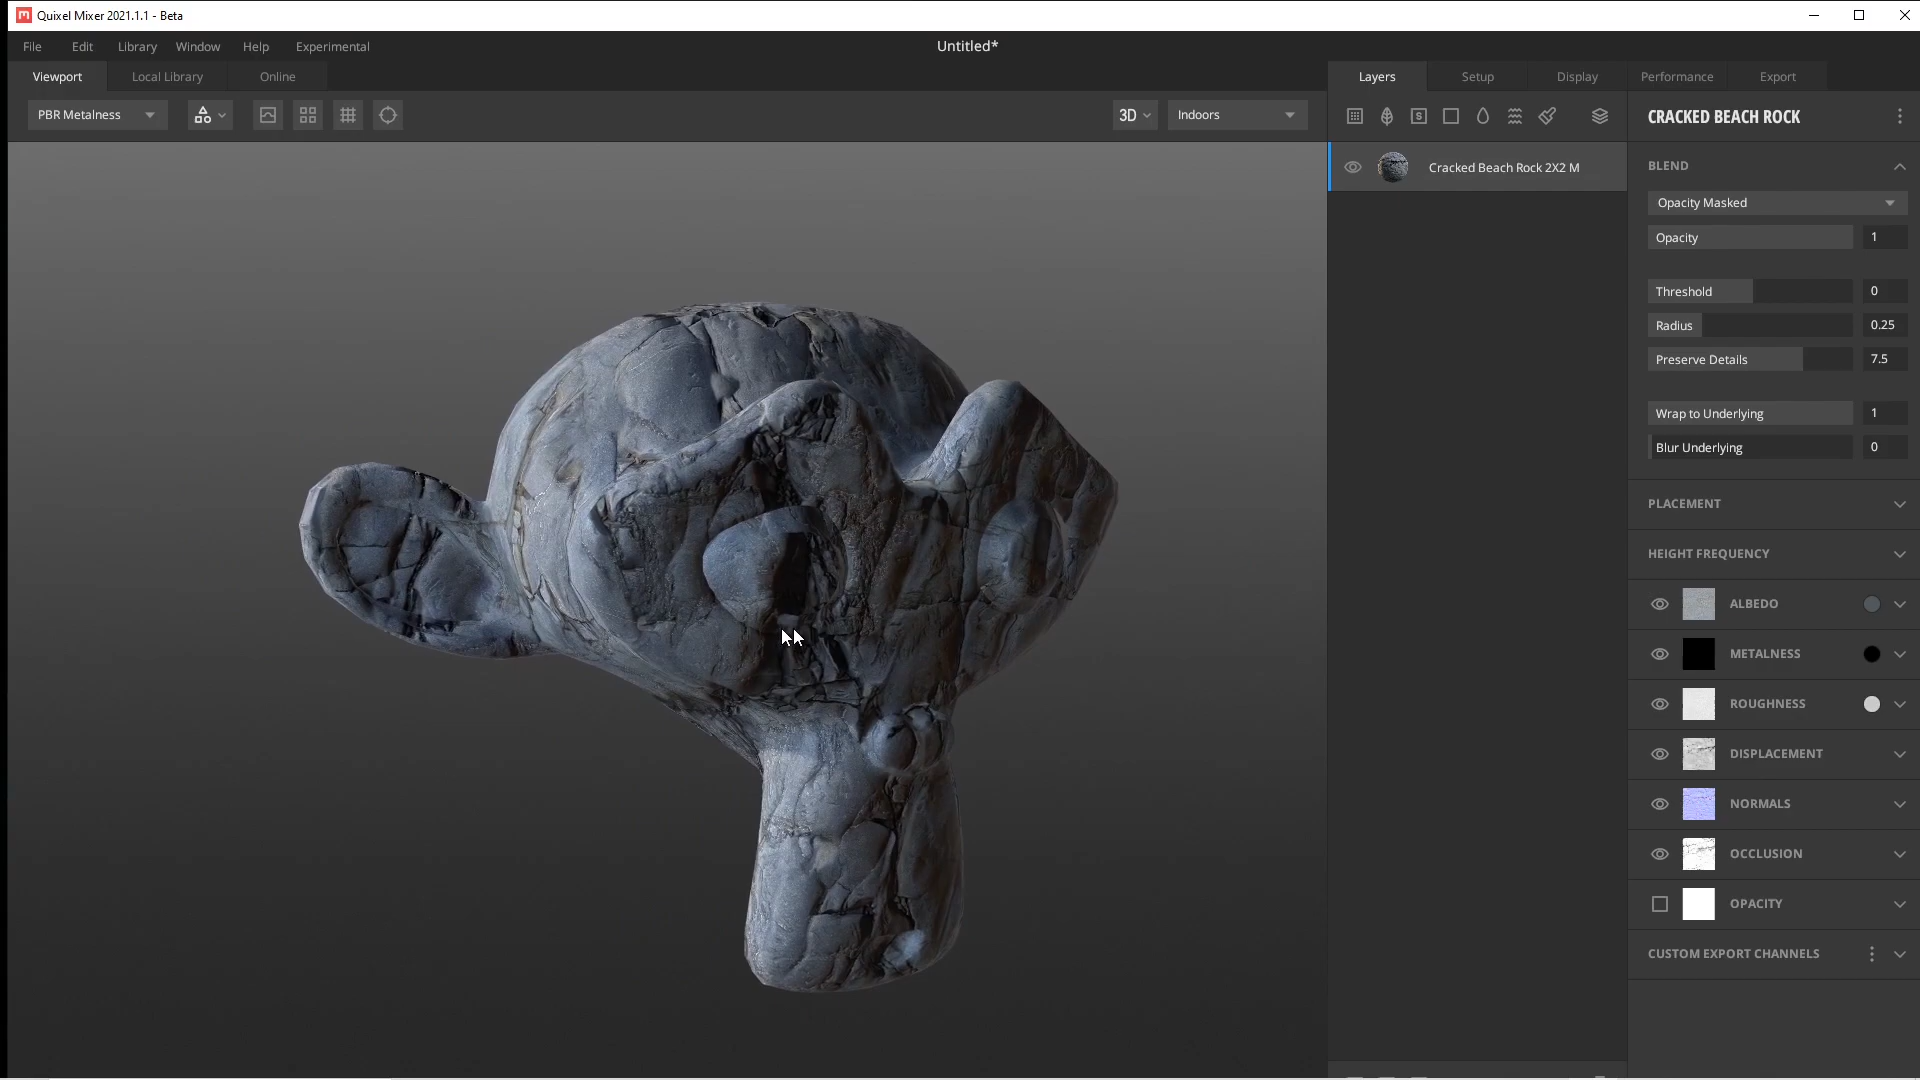 Quixel Mixer 2021.1.1 - Beta
File Edit Library Window Help Experimental
Untitled*
Viewport Local Library Online
Layers Setup Display Performance Export
PBR Metalness
3D
Indoors
S
CRACKED BEACH ROCK
Cracked Beach Rock 2X2 M
BLEND
Opacity Masked
Opacity 1
Threshold 0
Radius 0.25
Preserve Details 7.5
Wrap to Underlying 1
Blur Underlying 0
PLACEMENT
HEIGHT FREQUENCY
ALBEDO
METALNESS
ROUGHNESS
DISPLACEMENT
NORMALS
OCCLUSION
OPACITY
CUSTOM EXPORT CHANNELS